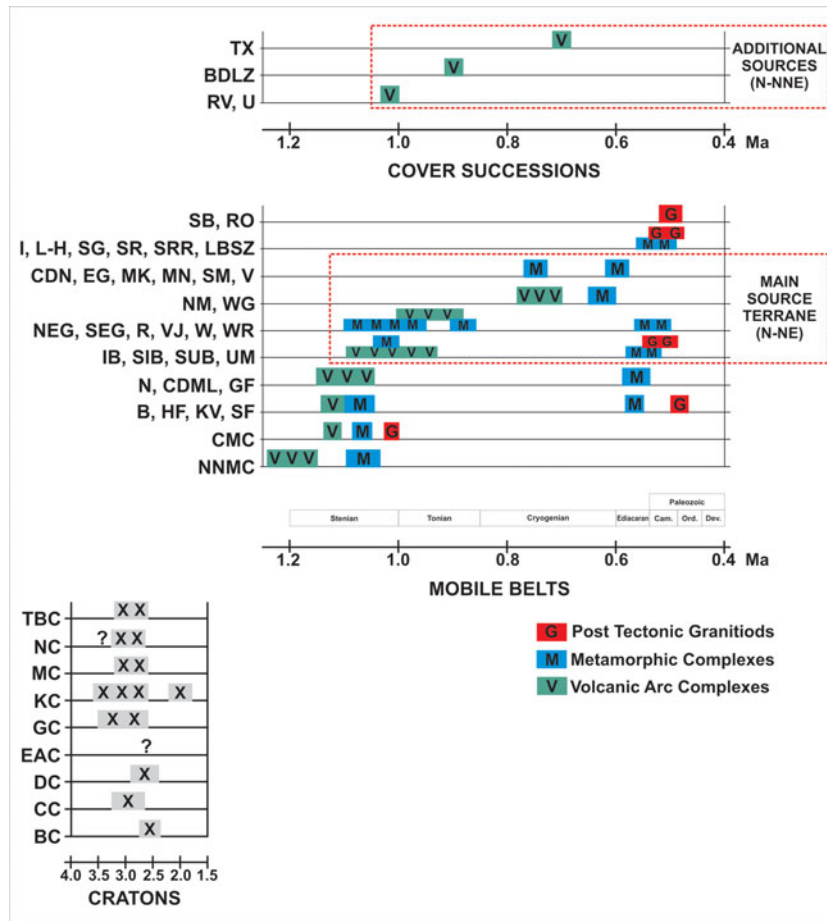 TX
V
BDLZ
V
RV, U
V
ADDITIONAL
SOURCES
(N-NNE)
1.2 1.0 0.8 0.6 0.4 Ma
COVER SUCCESSIONS
SB, RO
G
G G
I, L-H, SG, SR, SRR, LBSZ
M M
CDN, EG, MK, MN, SM, V
M M
NM, WG
V V V M
V V V
NEG, SEG, R, VJ, W, WR
M M M M M M M
M G G
IB, SIB, SUB, UM
V V V V V M M
N, CDML, GF
V V V M
B, HF, KV, SF
V M M G
CMC
V M G
NNMC
V V V M
MAIN
SOURCE
TERRANE
(N-NE)
Paleozoic
Stenian Tonian Cryogenian Ediacaran Cam. Ord. Dev.
1.2 1.0 0.8 0.6 0.4 Ma
MOBILE BELTS
TBC X X
NC ? X X
MC X X
KC X X X X
GC X X
EAC ?
DC X
CC X
BC X
4.0 3.5 3.0 2.5 2.0 1.5
CRATONS
G Post Tectonic Granitiods
M Metamorphic Complexes
V Volcanic Arc Complexes